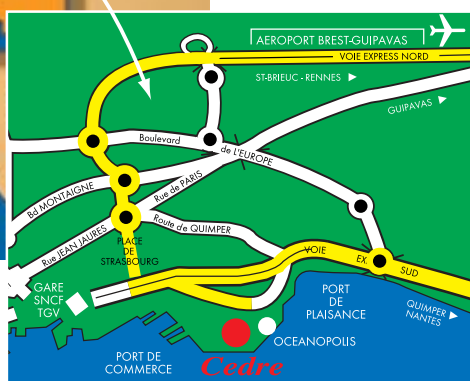 AEROPORT BREST-GUIPAVAS
VOIE EXPRESS NORD
ST-BRIEUC - RENNES
GUIPAVAS
Boulevard
de L'EUROPE
Bd MONTAIGNE
Rue de PARIS
Rue JEAN JAURES
Route de QUIMPER
PLACE
DE
STRASBOURG
VOIE
EX.
SUD
GARE
SNCF
TGV
PORT
DE
PLAISANCE
QUIMPER
NANTES
OCEANOPOLIS
PORT DE
COMMERCE
Cedre